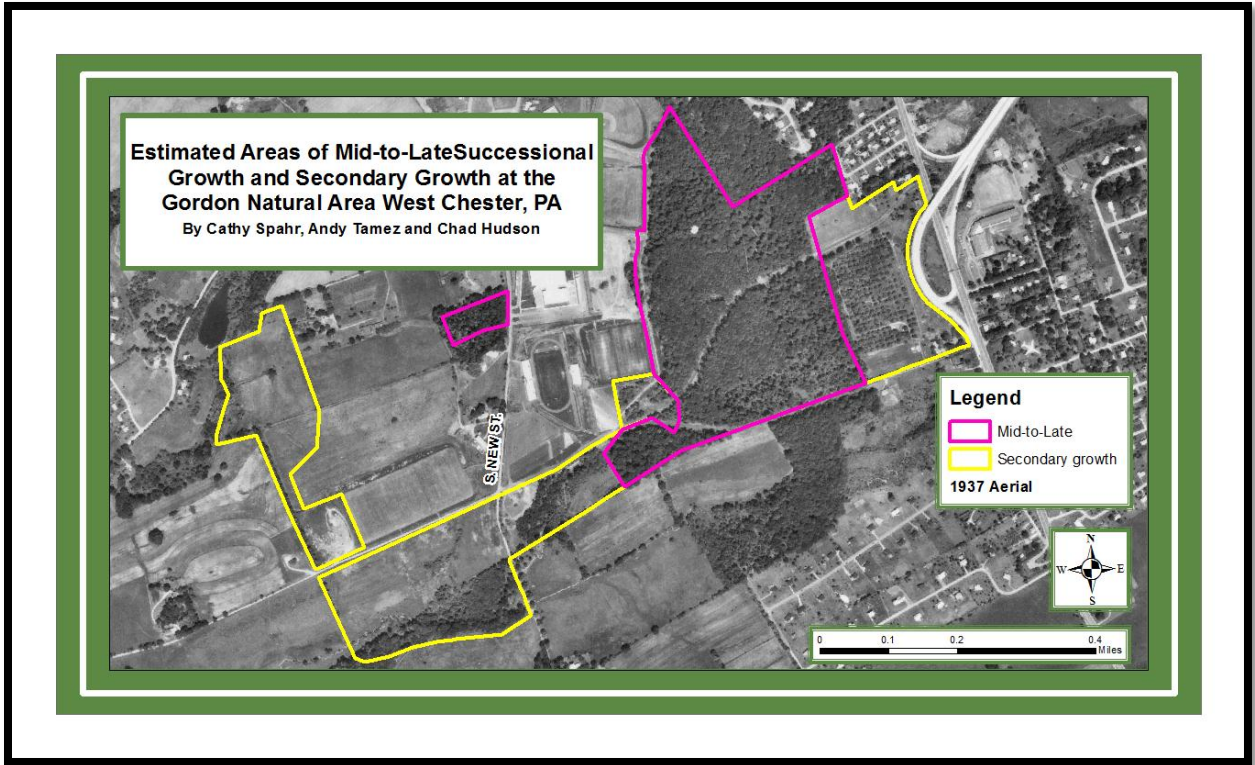 Estimated Areas of Mid-to-LateSuccessional
Growth and Secondary Growth at the
Gordon Natural Area West Chester, PA
By Cathy Spahr, Andy Tamez and Chad Hudson
S. NEW ST.
Legend
Mid-to-Late
Secondary growth
1937 Aerial
N
W E
S
0 0.1 0.2 0.4
Miles